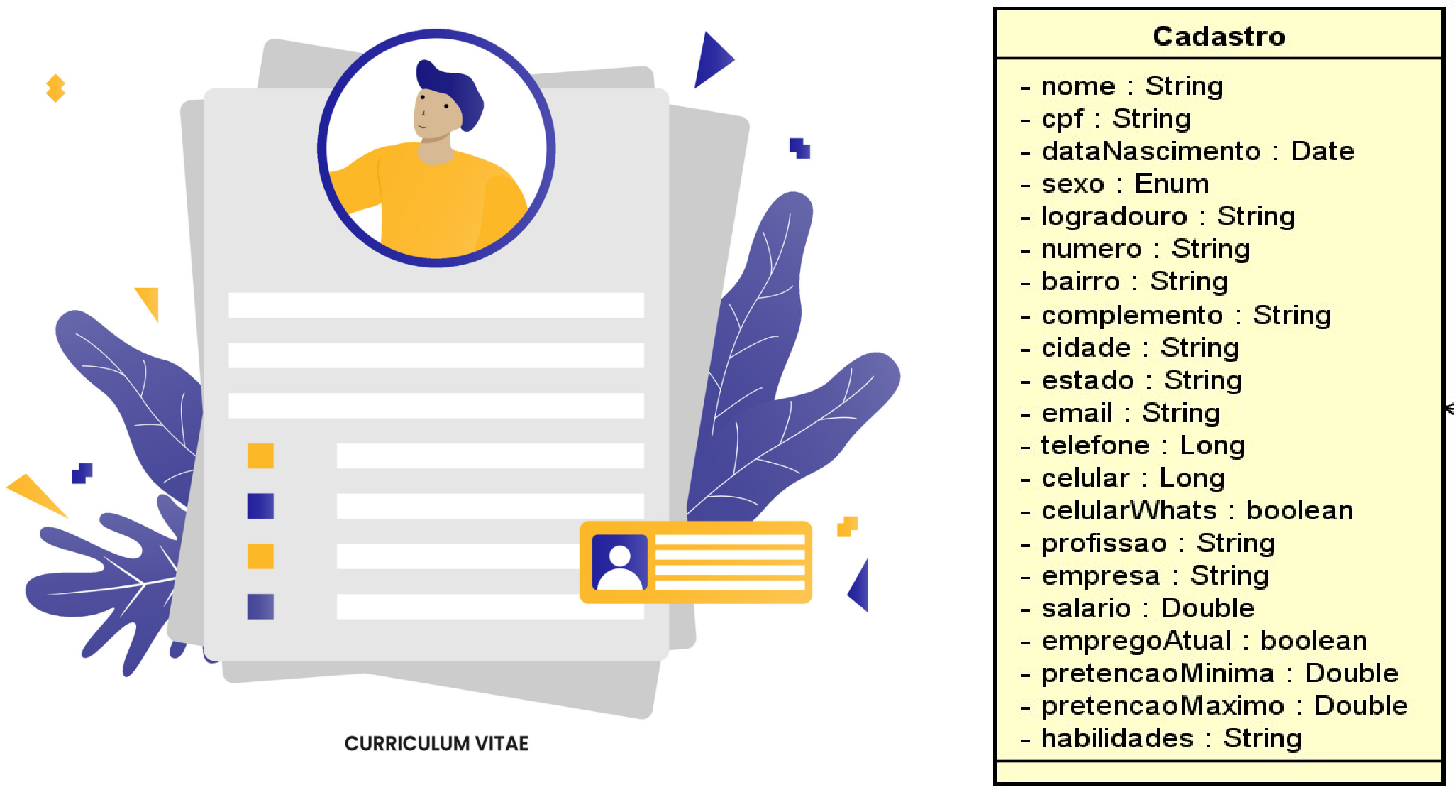 CURRICULUM VITAE
Cadastro
- nome : String
- cpf : String
- dataNascimento : Date
- sexo : Enum
- logradouro : String
- numero : String
- bairro : String
- complemento : String
- cidade : String
- estado : String
- email : String
- telefone : Long
- celular : Long
- celularWhats : boolean
- profissao : String
- empresa : String
- salario : Double
- empregoAtual : boolean
- pretencaoMinima : Double
- pretencaoMaximo : Double
- habilidades : String